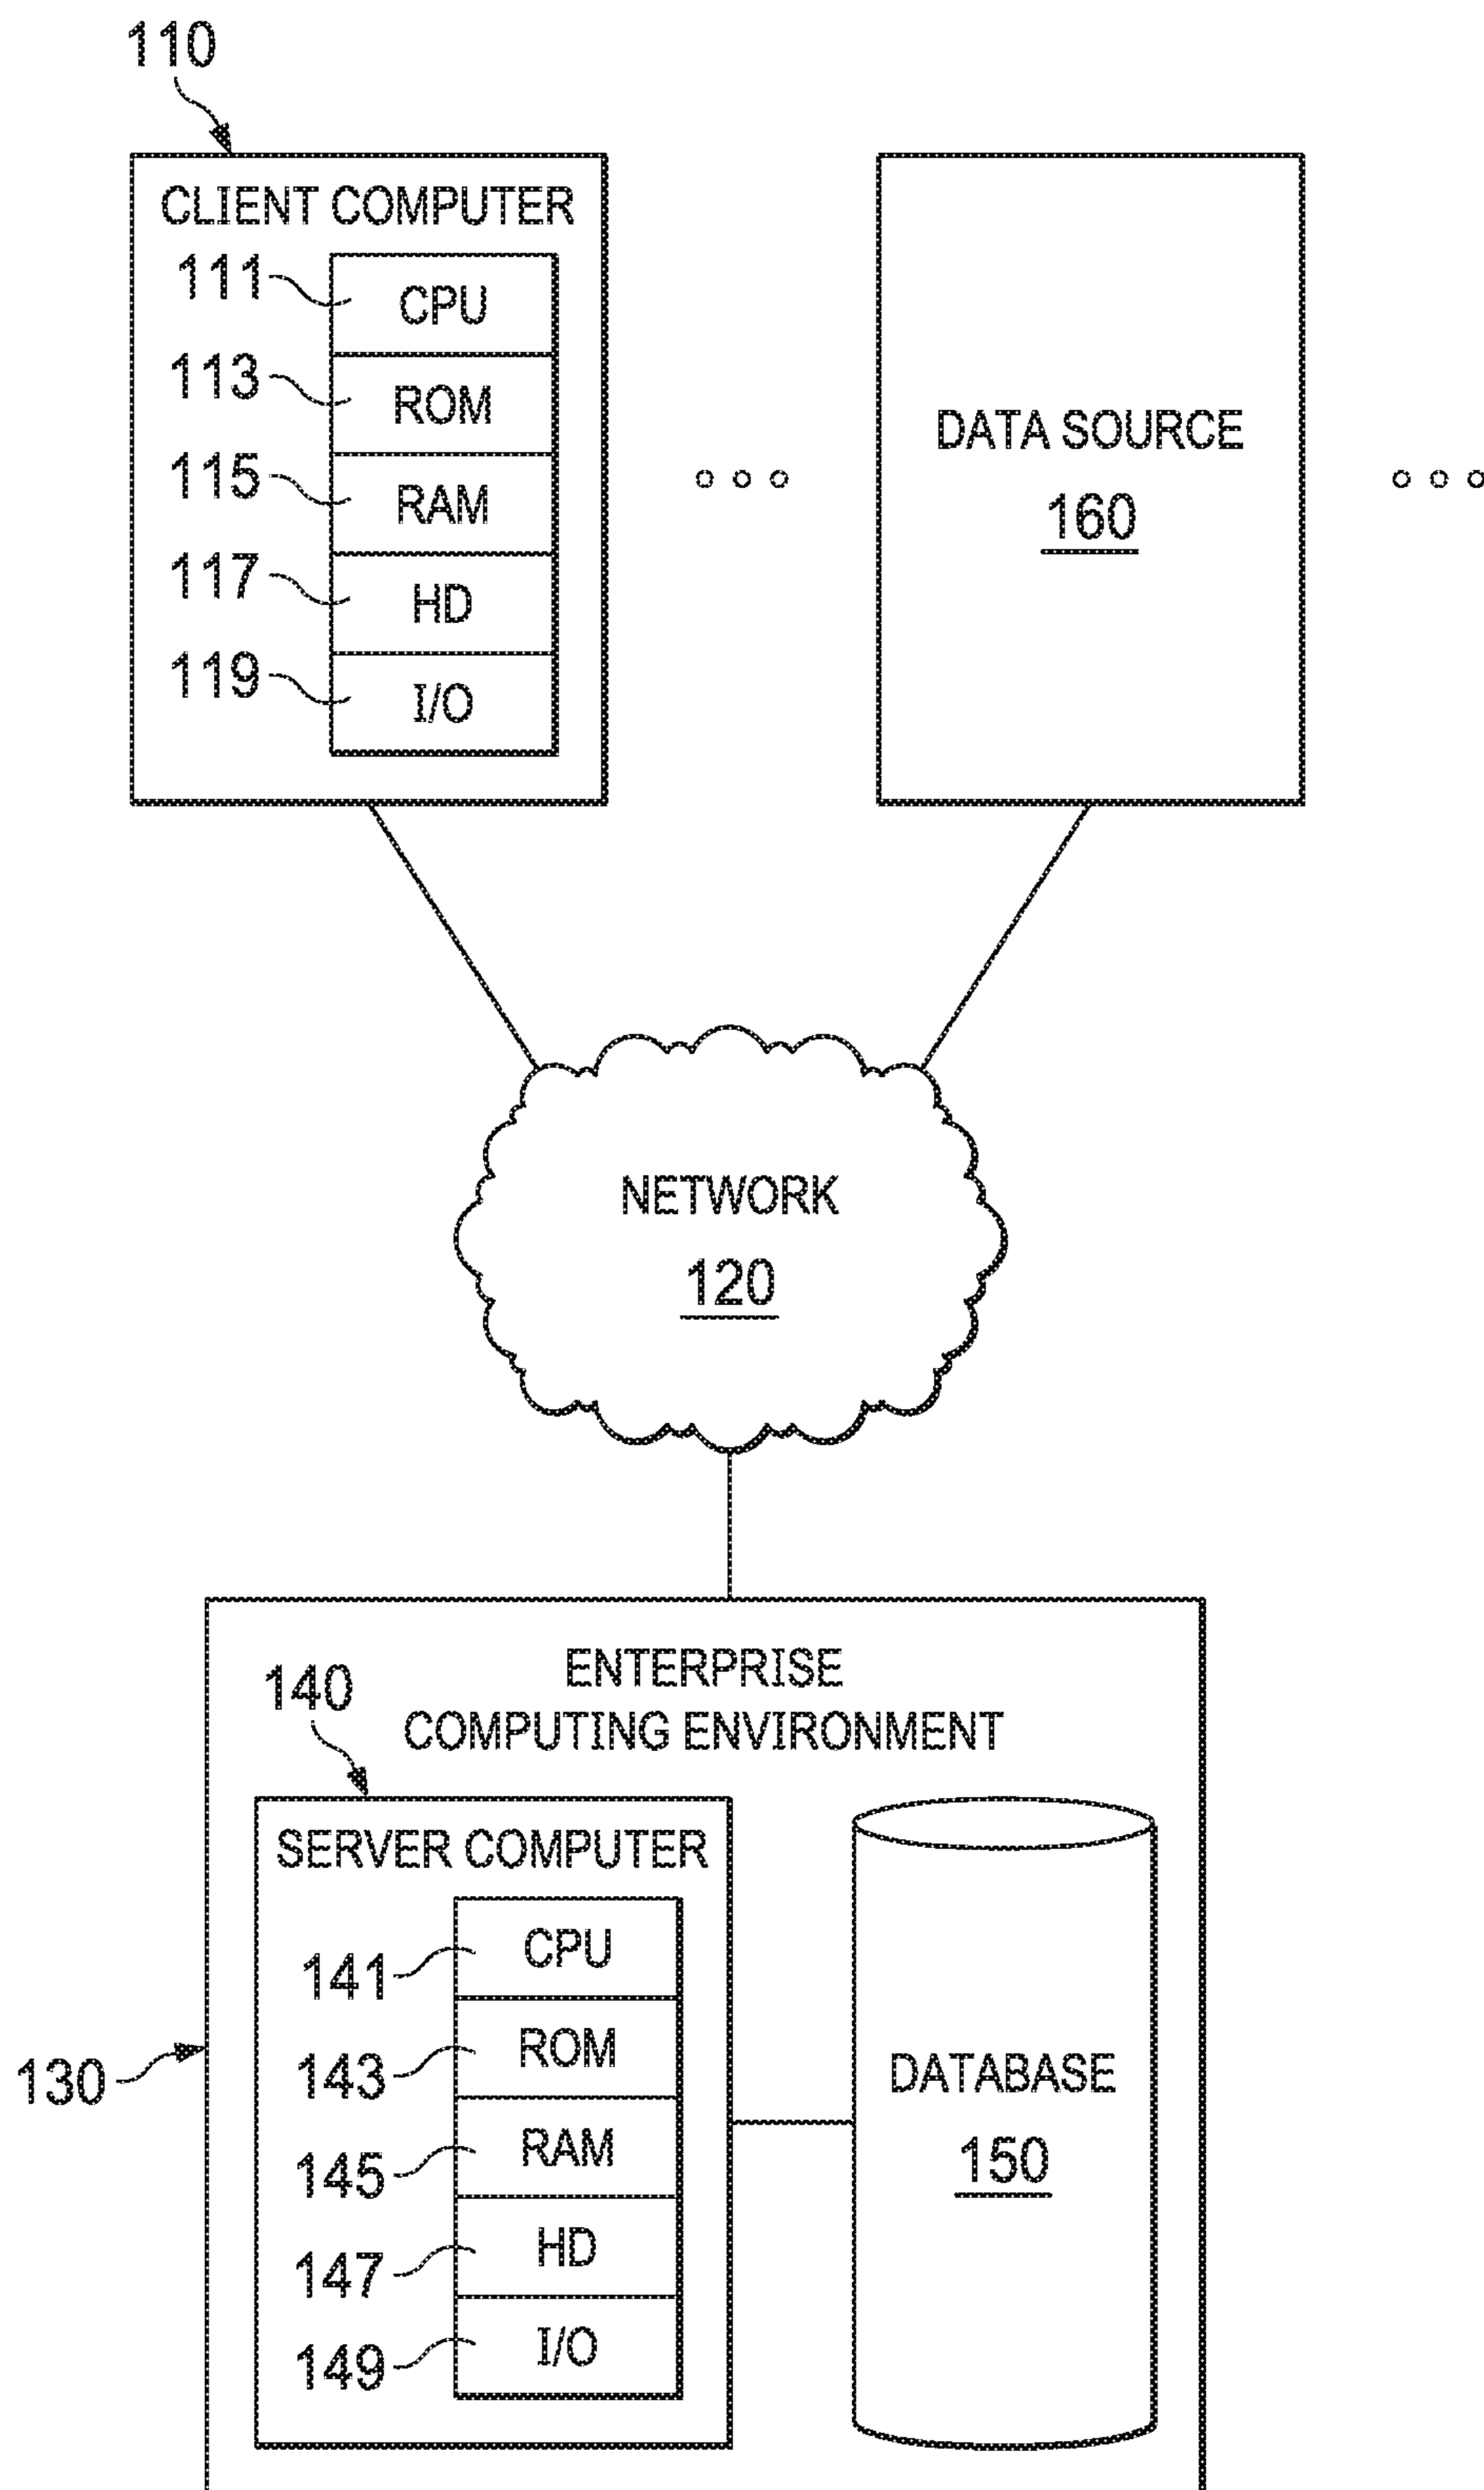 110
CLIENT COMPUTER
111 CPU
113 ROM
115 RAM
117 HD
119 I/O
DATA SOURCE
160
NETWORK
120
ENTERPRISE
COMPUTING ENVIRONMENT
140
SERVER COMPUTER
141 CPU
143 ROM
145 RAM
147 HD
149 I/O
130
DATABASE
150